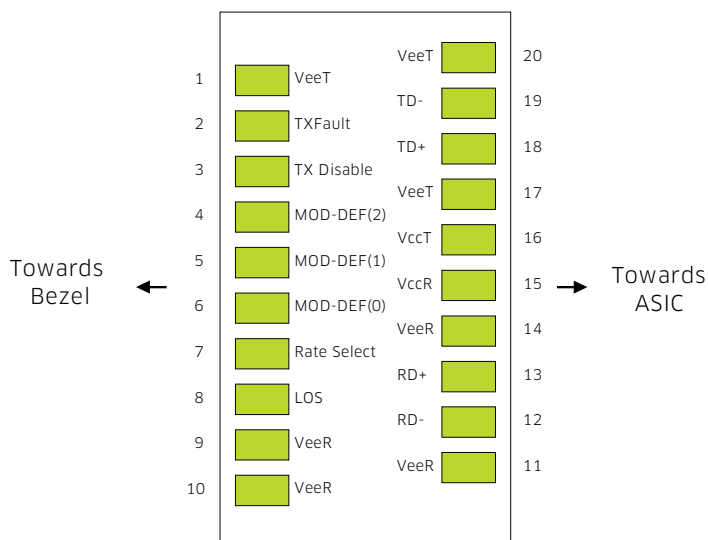 VeeT 20
1 VeeT
TD- 19
2 TXFault
TD+ 18
3 TX Disable
VeeT 17
4 MOD-DEF(2)
VccT 16
5 MOD-DEF(1)
Towards
Bezel
VccR 15
Towards
ASIC
6 MOD-DEF(0)
VeeR 14
7 Rate Select
RD+ 13
8 LOS
RD- 12
9 VeeR
VeeR 11
10 VeeR